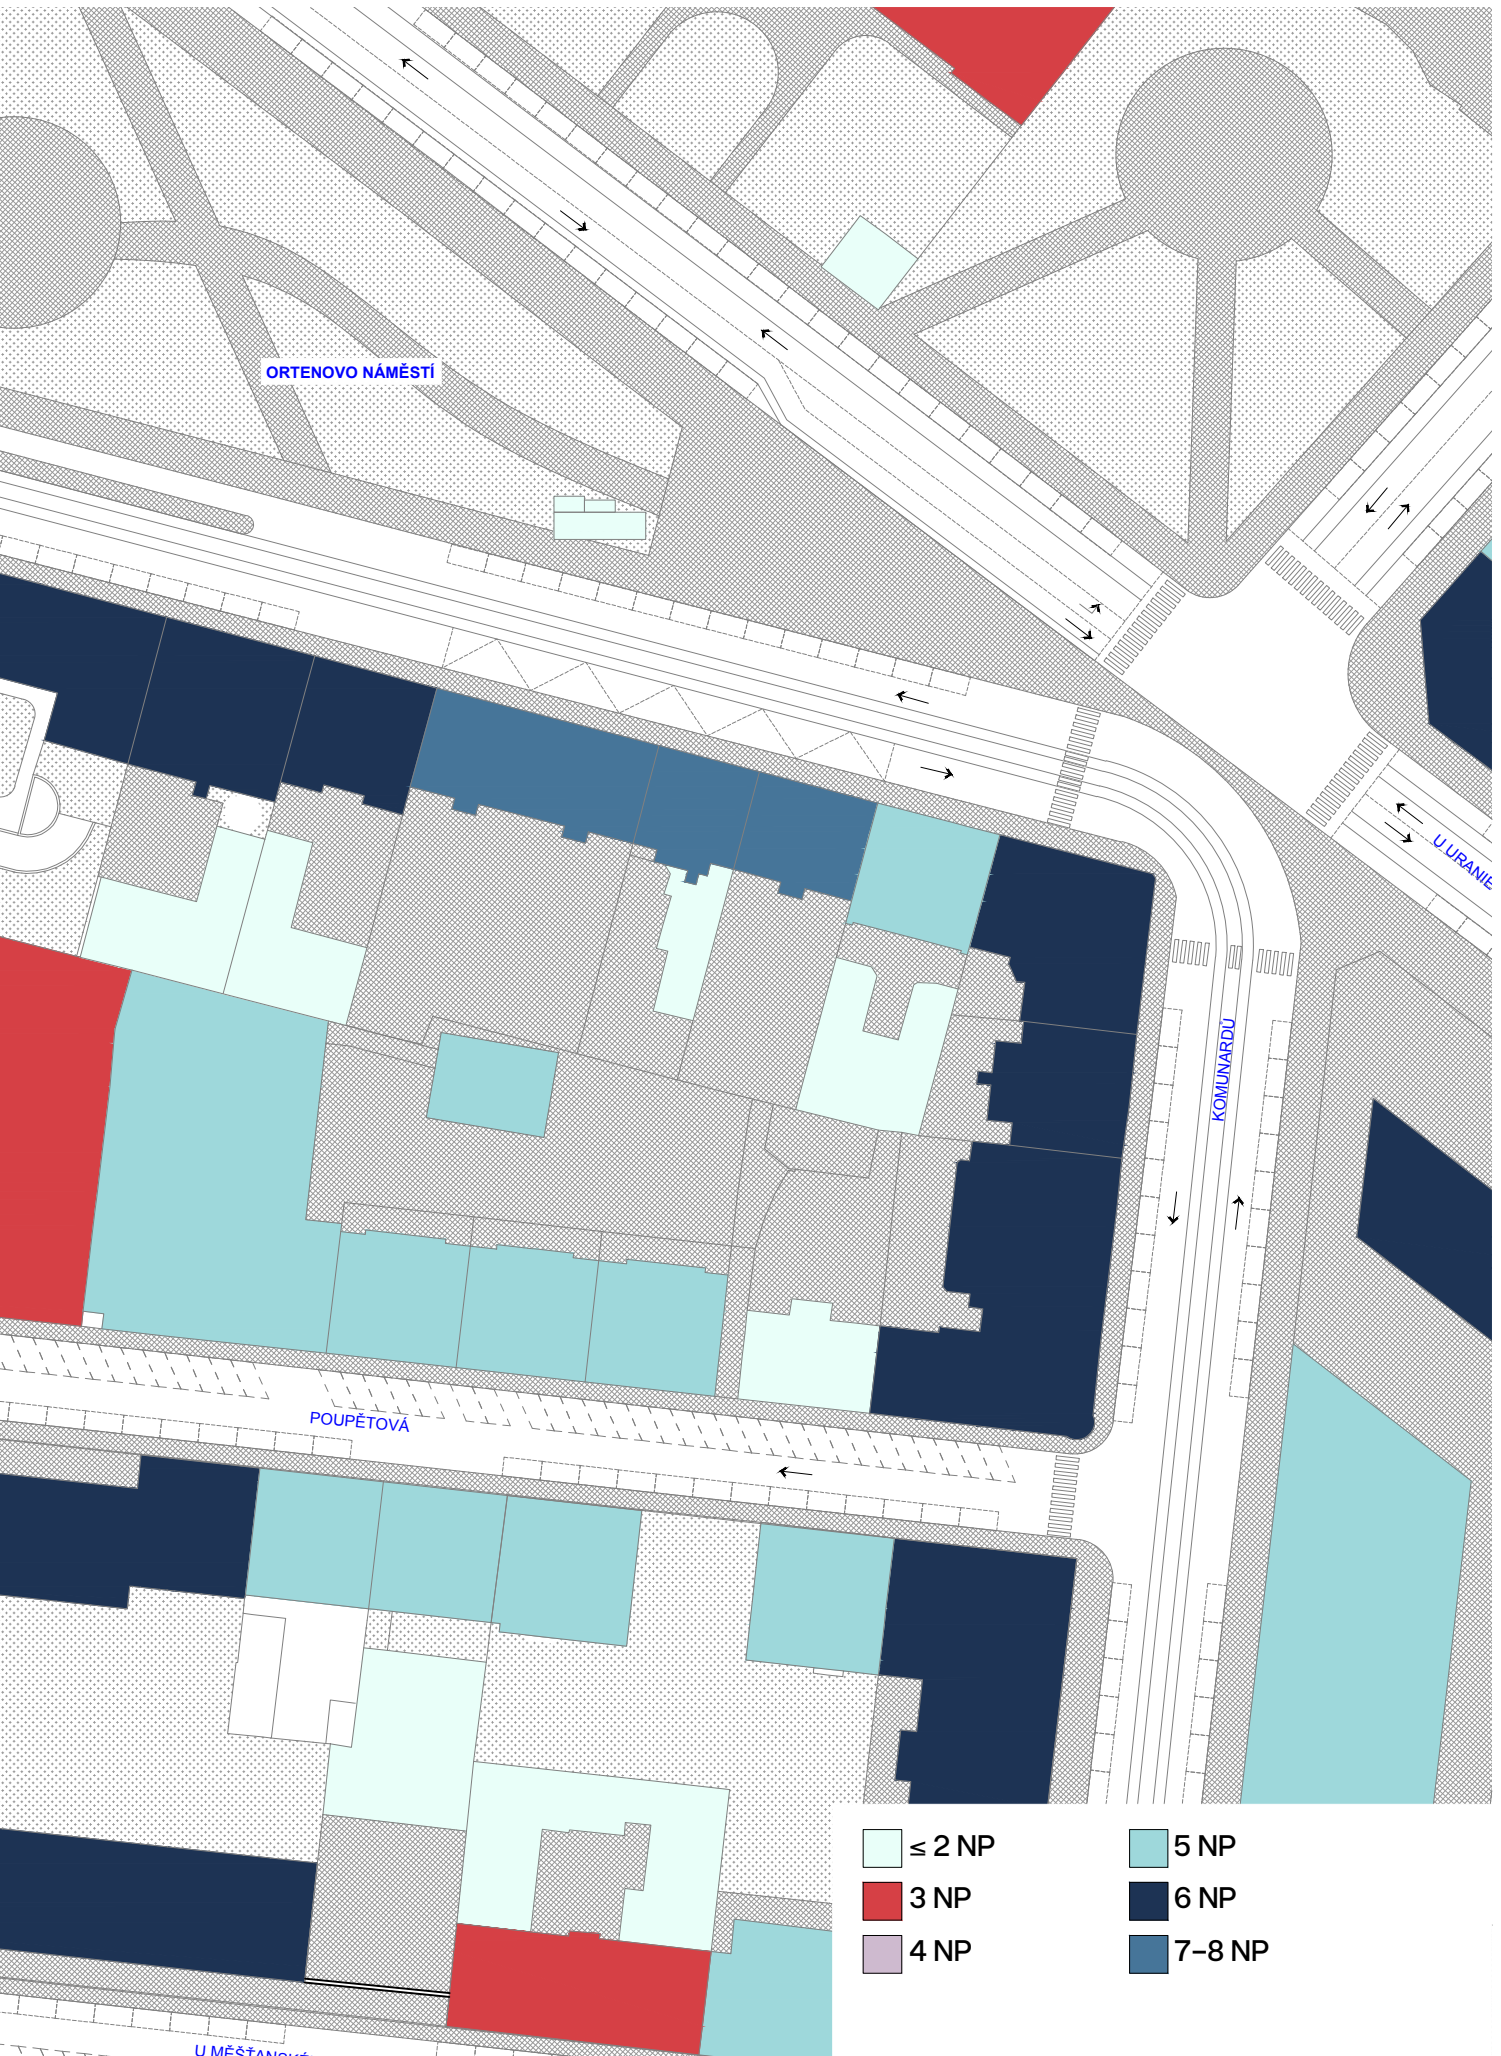 ORTENOVO NÁMĚSTÍ
U URANIE
KOMUNARDŮ
POUPĚTOVÁ
≤ 2 NP
5 NP
3 NP
6 NP
4 NP
7–8 NP